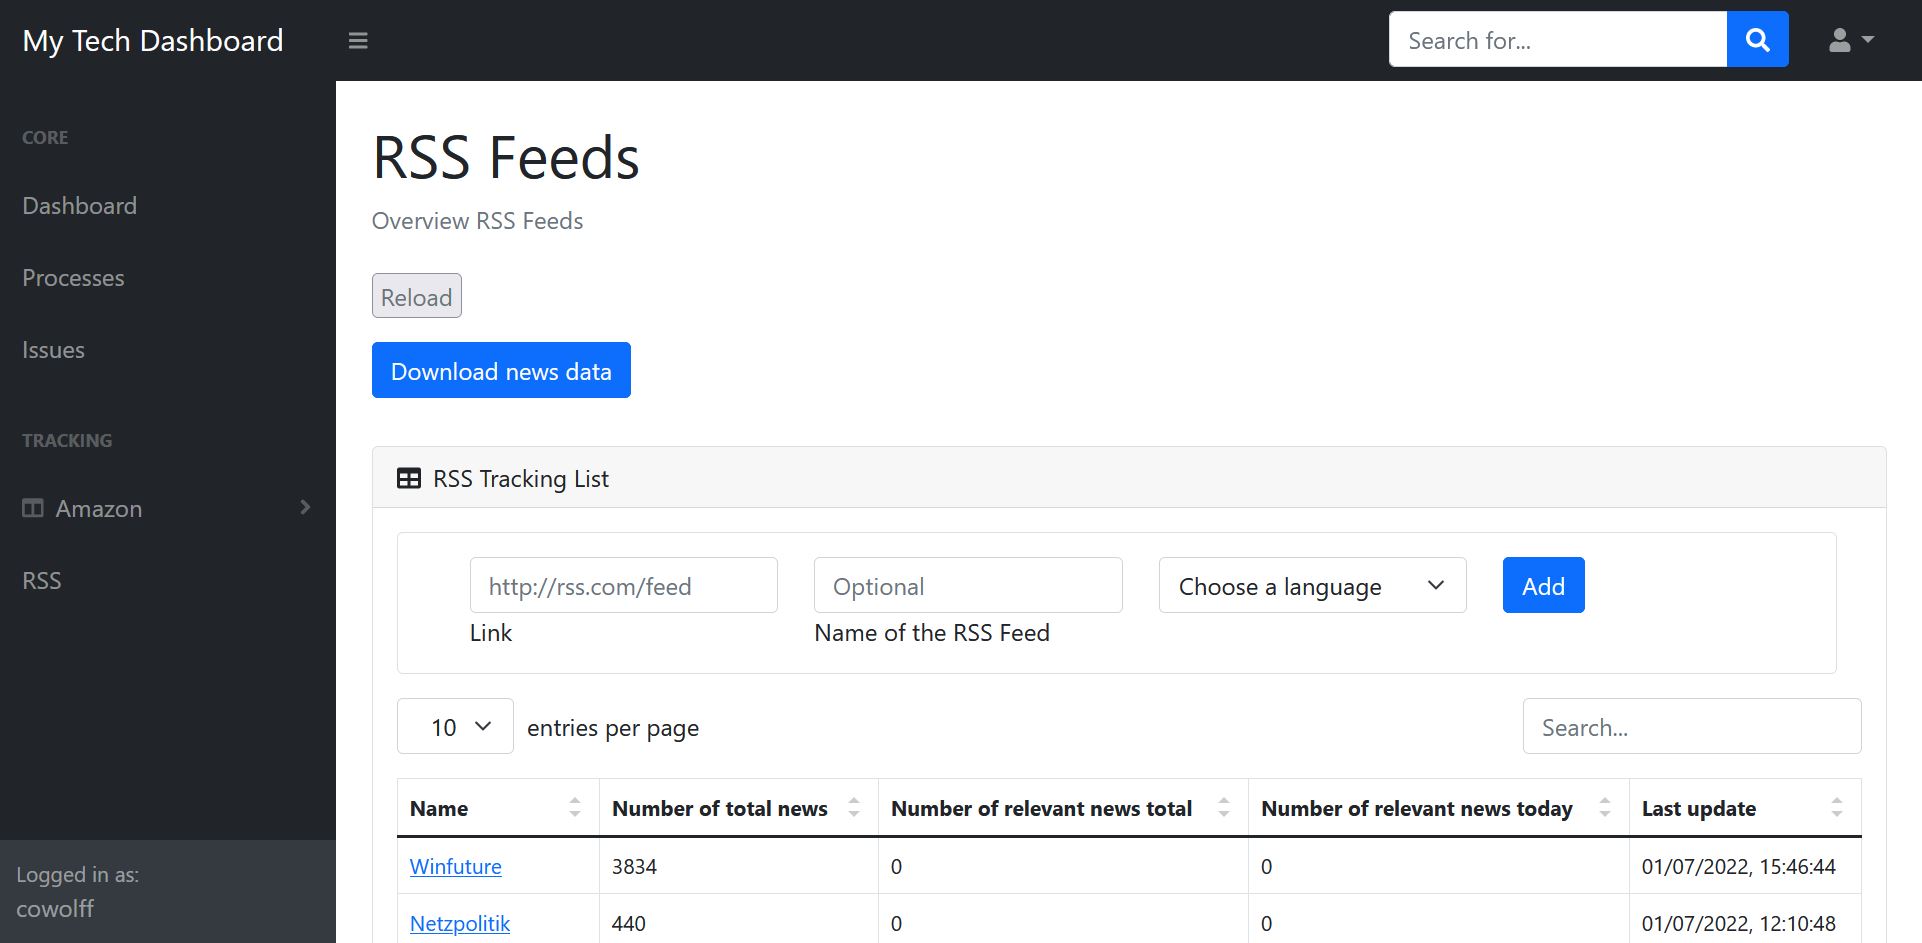 My Tech Dashboard
Search for...
CORE
Dashboard
Processes
Issues
TRACKING
Amazon
RSS
Logged in as:
cowolff
RSS Feeds
Overview RSS Feeds
Reload
Download news data
RSS Tracking List
http://rss.com/feed Optional Choose a language Add
Link Name of the RSS Feed
10 entries per page Search...
Name Number of total news Number of relevant news total Number of relevant news today Last update
Winfuture 3834 0 0 01/07/2022, 15:46:44
Netzpolitik 440 0 0 01/07/2022, 12:10:48